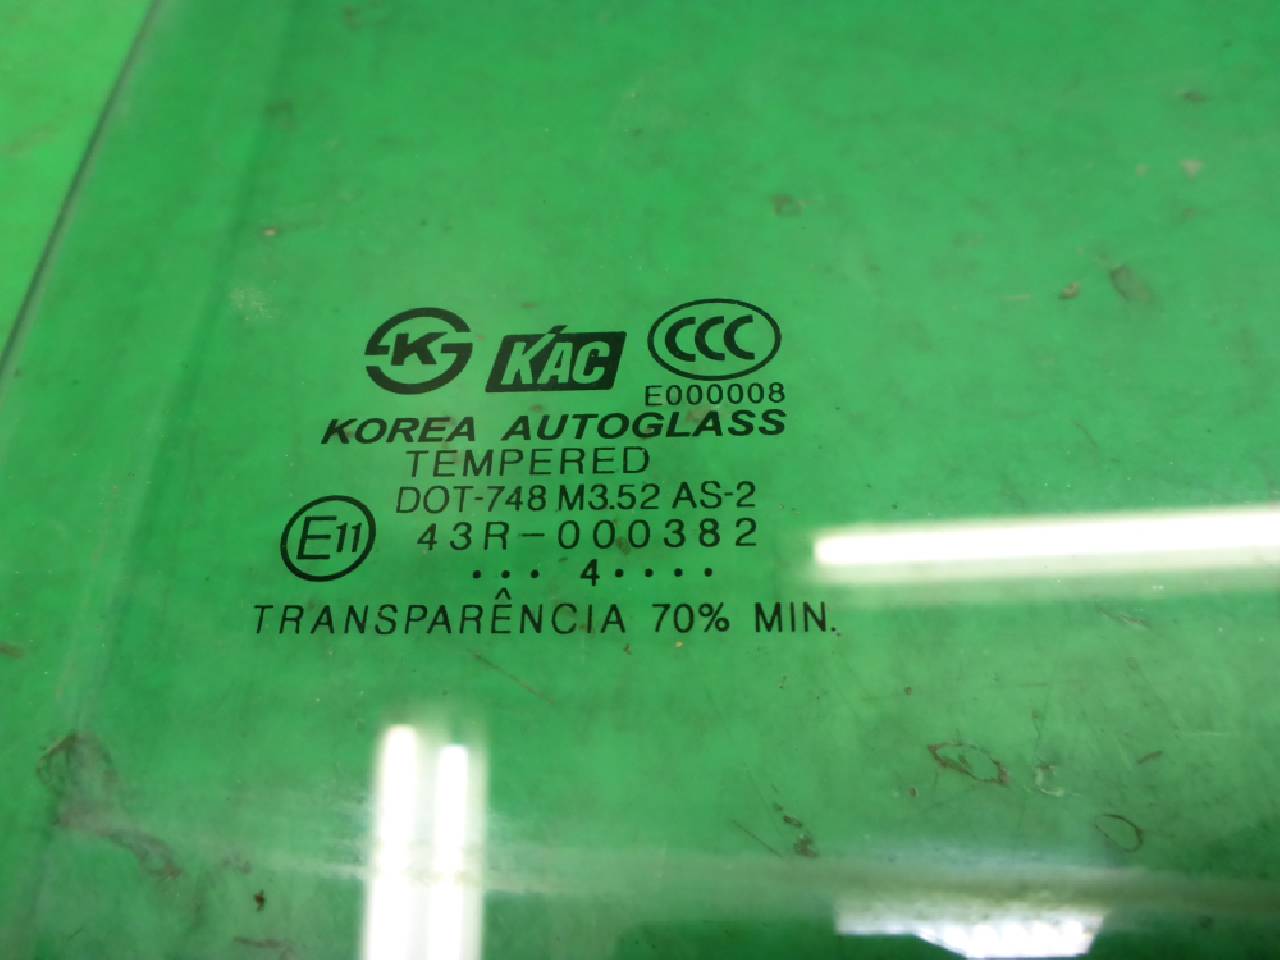 K KAC CCC
E000008
KOREA AUTOGLASS
TEMPERED
DOT-748 M3.52 AS-2
E11 43R-000382
... 4....
TRANSPARÊNCIA 70% MIN.